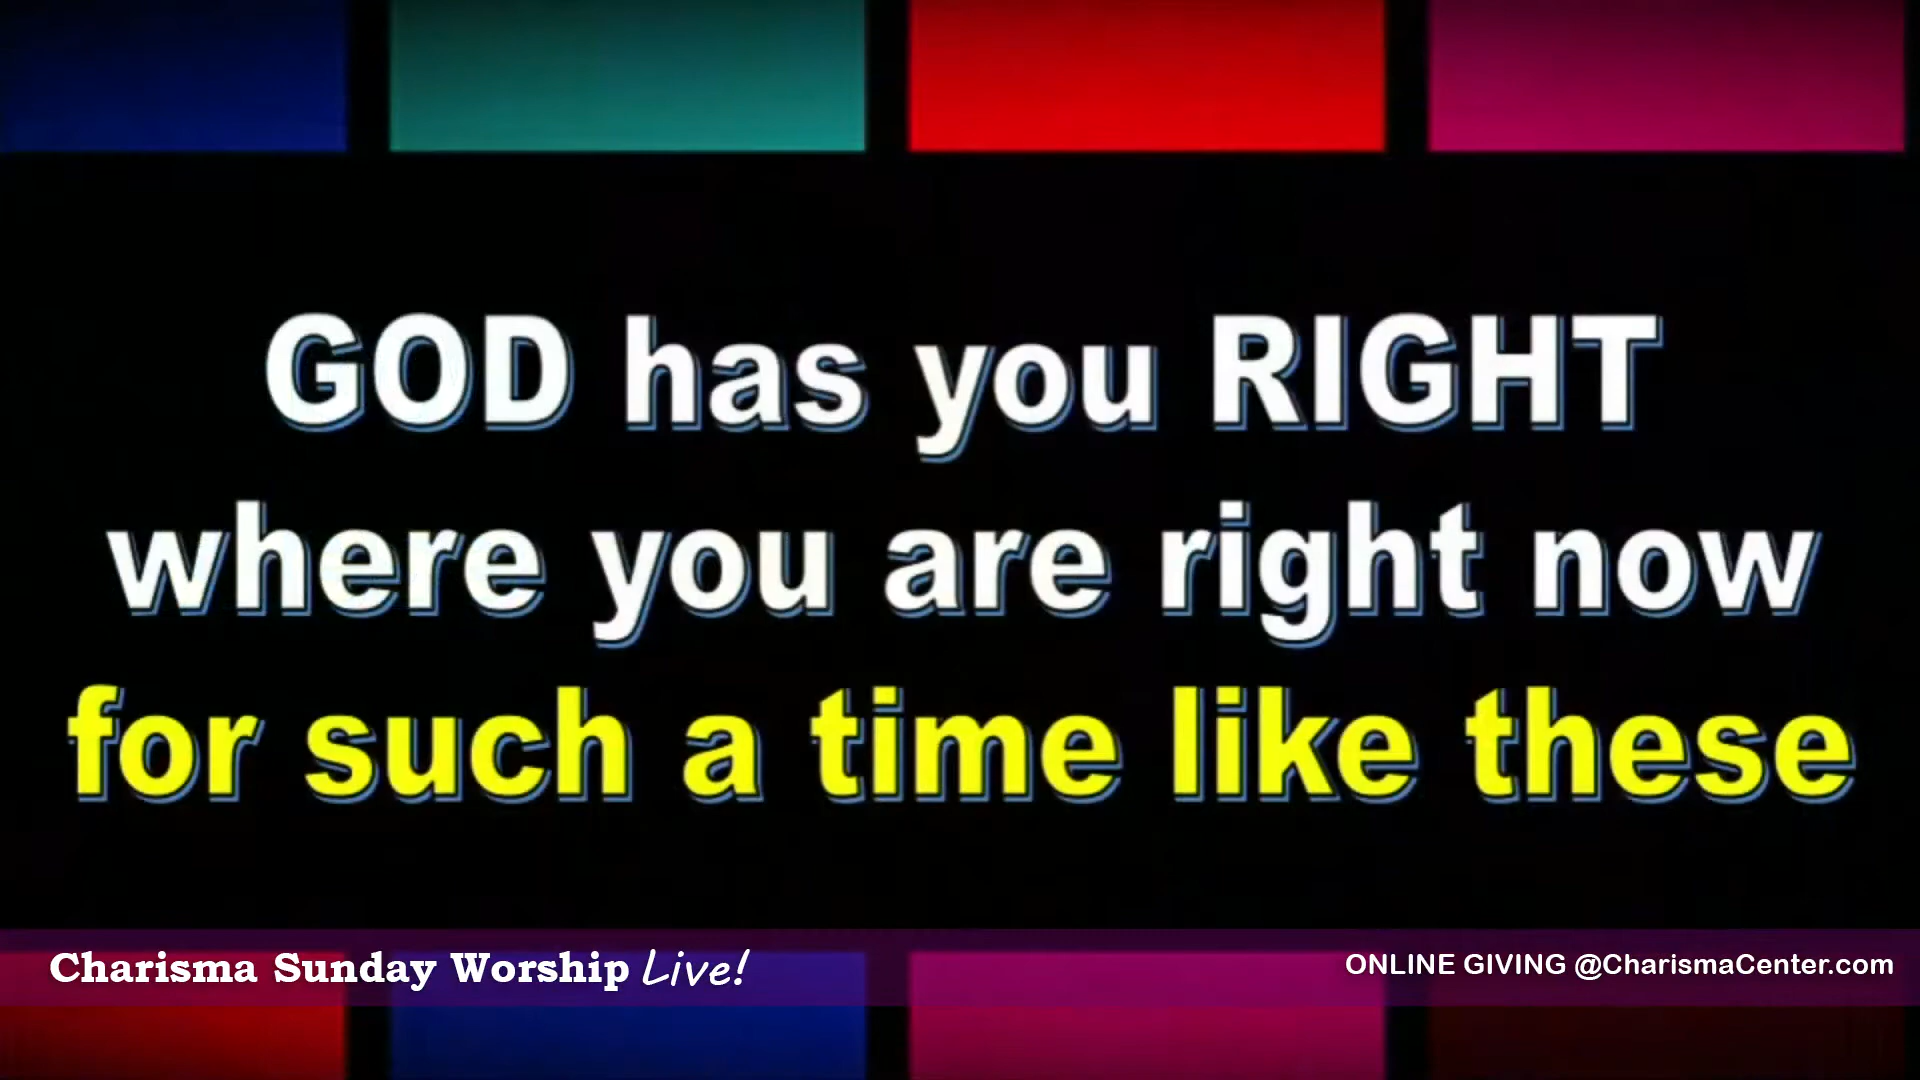 GOD has you RIGHT
where you are right now
for such a time like these
Charisma Sunday Worship Live!
ONLINE GIVING @CharismaCenter.com